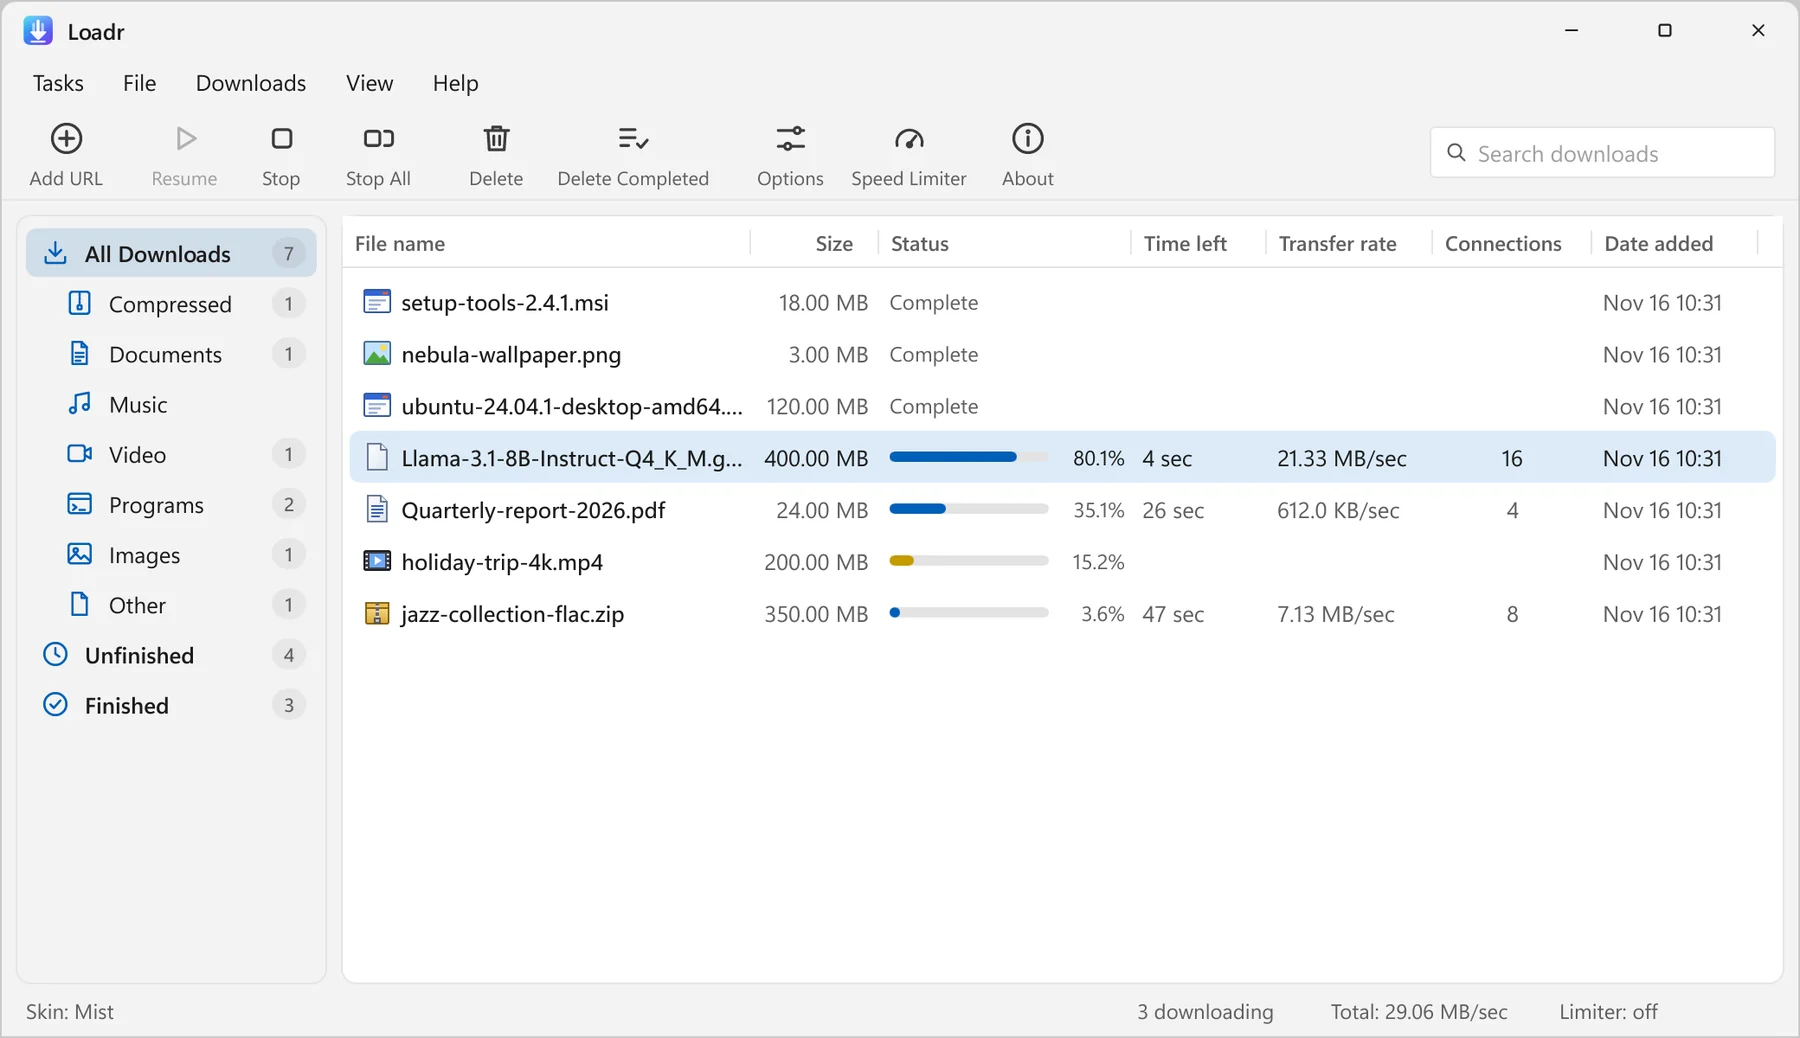 Loadr
Tasks File Downloads View Help
Add URL Resume Stop Stop All Delete Delete Completed Options Speed Limiter About
Search downloads
All Downloads 7
Compressed 1
Documents 1
Music
Video 1
Programs 2
Images 1
Other 1
Unfinished 4
Finished 3
File name Size Status Time left Transfer rate Connections Date added
setup-tools-2.4.1.msi 18.00 MB Complete Nov 16 10:31
nebula-wallpaper.png 3.00 MB Complete Nov 16 10:31
ubuntu-24.04.1-desktop-amd64.... 120.00 MB Complete Nov 16 10:31
Llama-3.1-8B-Instruct-Q4_K_M.g... 400.00 MB 80.1% 4 sec 21.33 MB/sec 16 Nov 16 10:31
Quarterly-report-2026.pdf 24.00 MB 35.1% 26 sec 612.0 KB/sec 4 Nov 16 10:31
holiday-trip-4k.mp4 200.00 MB 15.2% Nov 16 10:31
jazz-collection-flac.zip 350.00 MB 3.6% 47 sec 7.13 MB/sec 8 Nov 16 10:31
Skin: Mist 3 downloading Total: 29.06 MB/sec Limiter: off